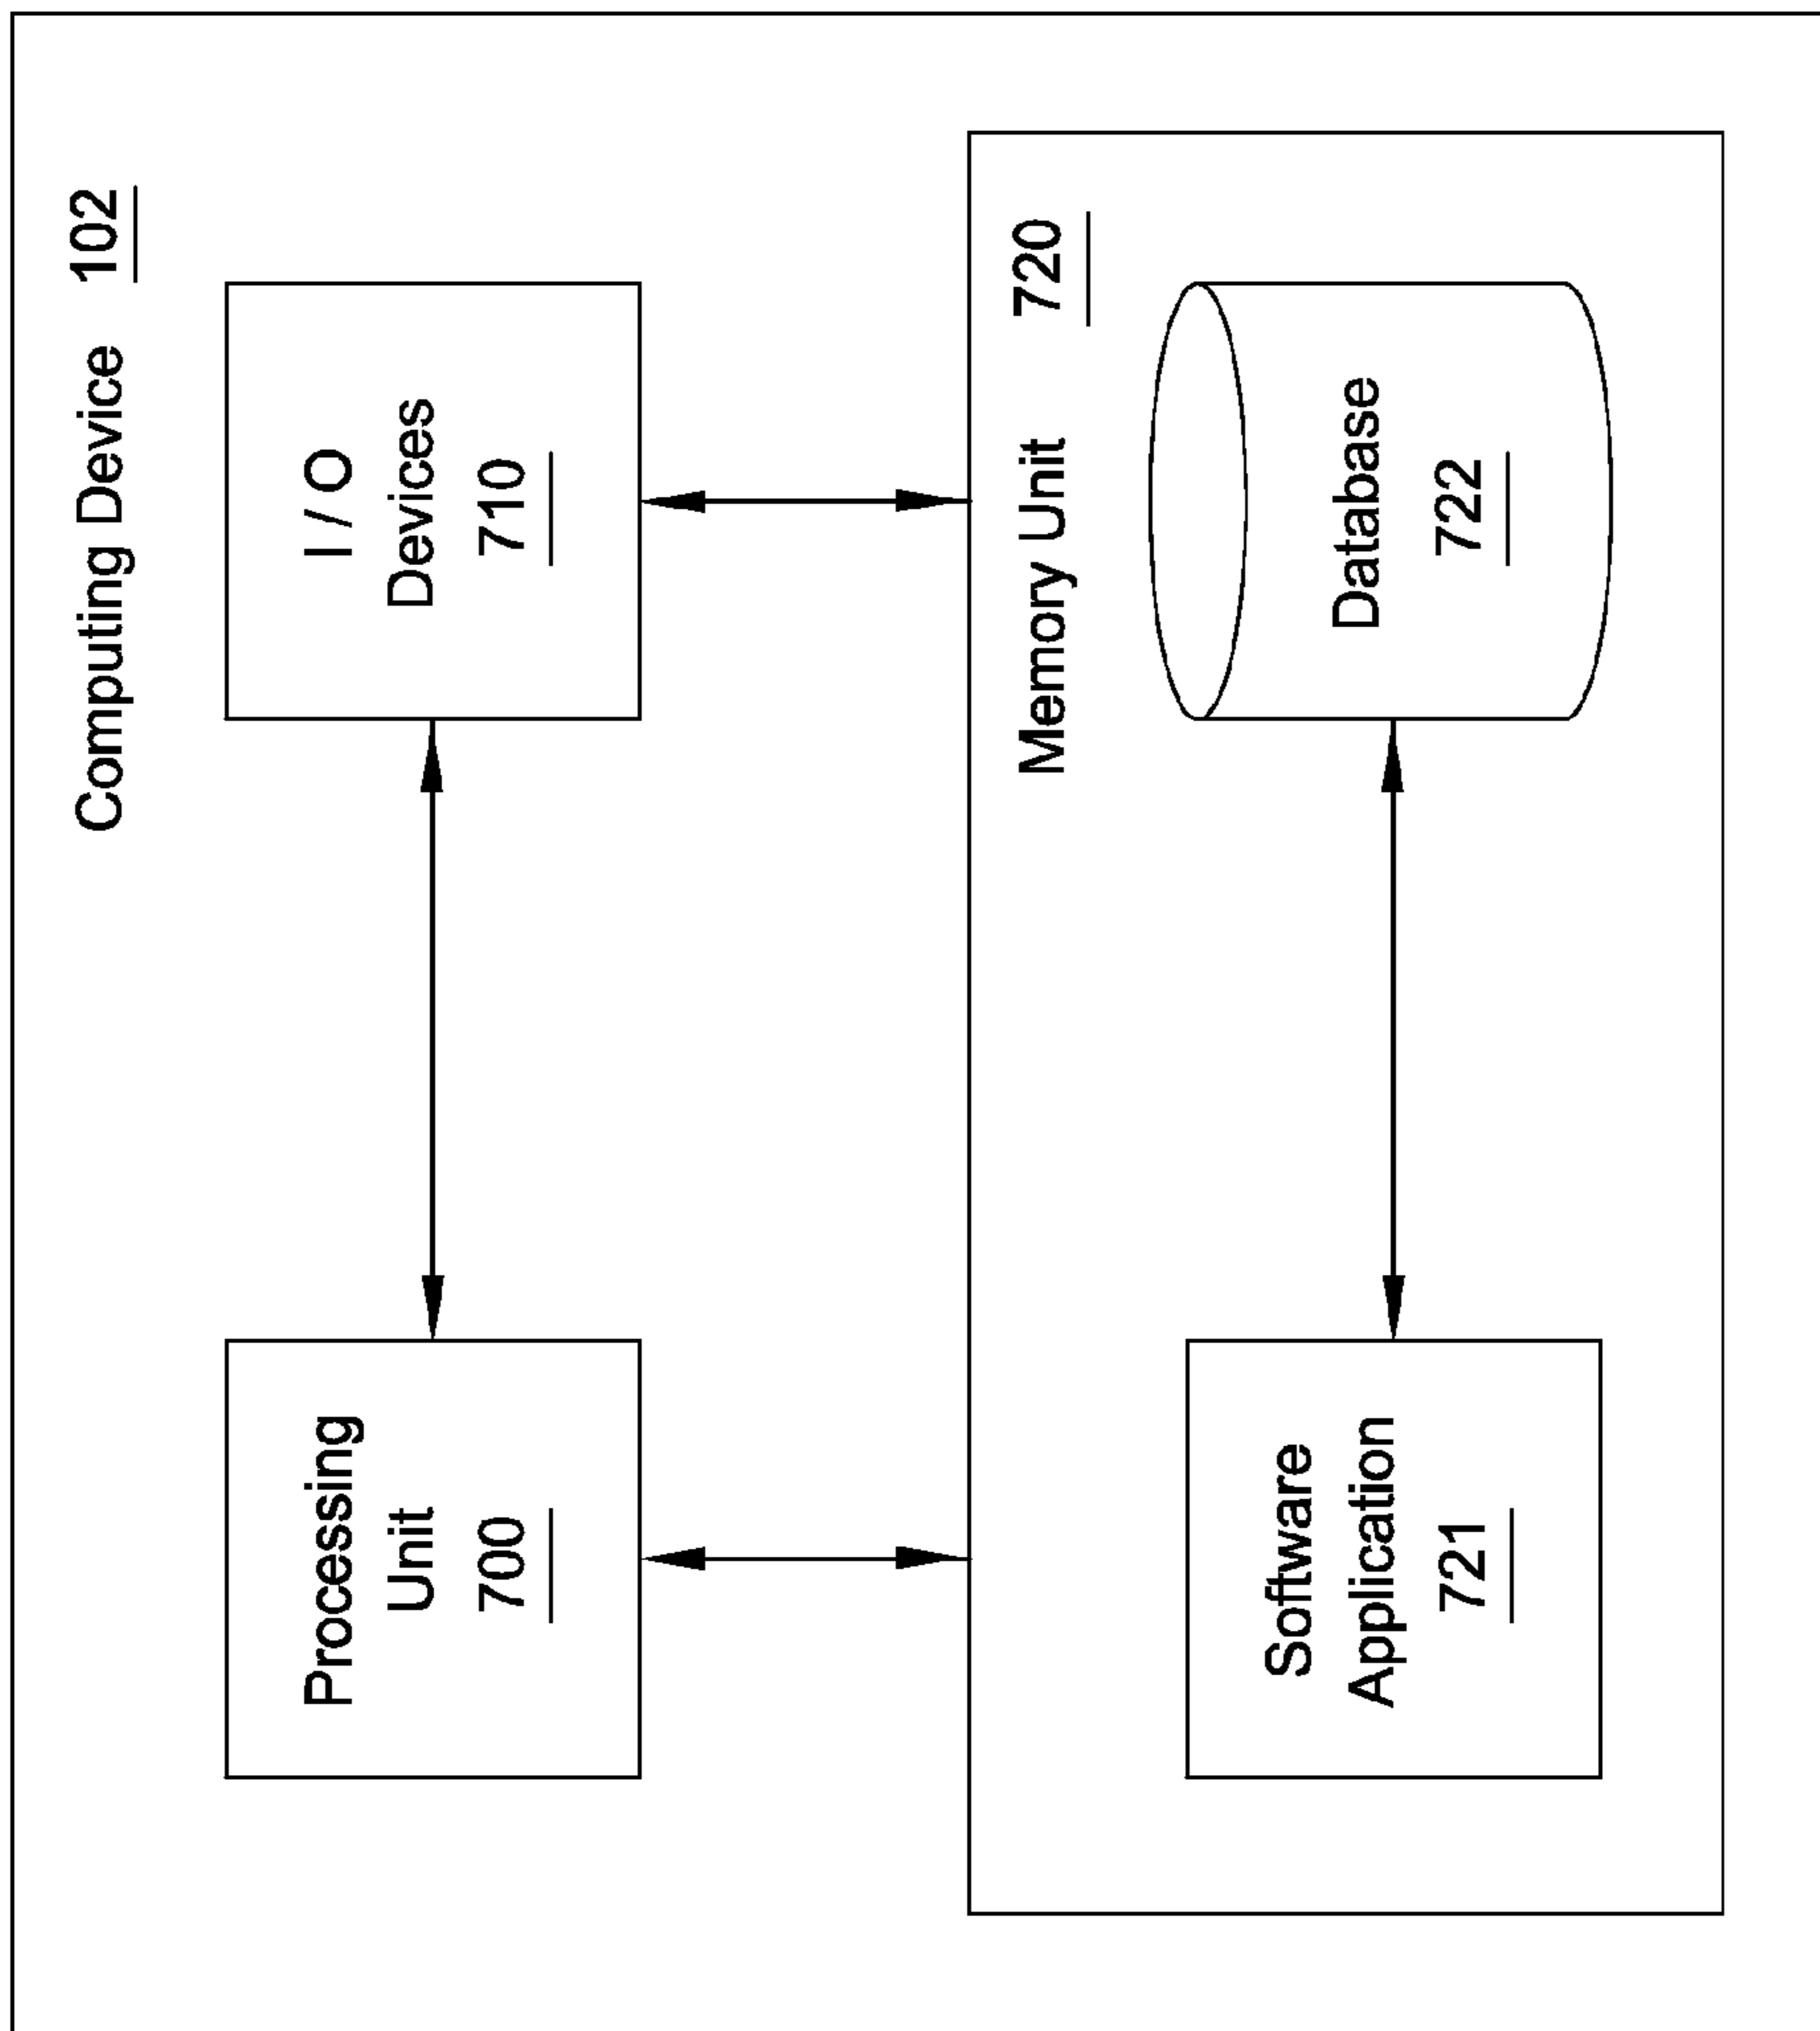 Computing Device 102
Processing
Unit
700
I / O
Devices
710
Memory Unit 720
Software
Application
721
Database
722